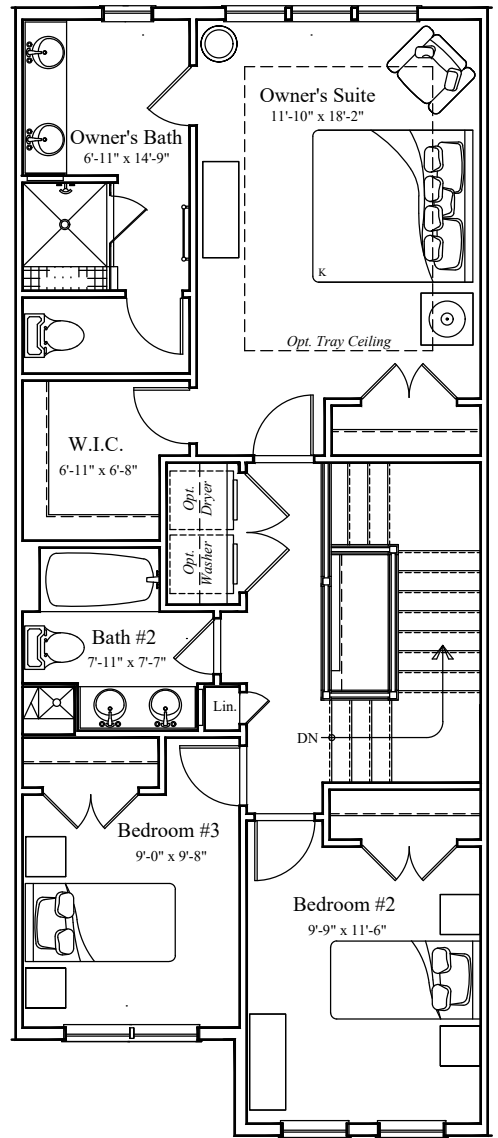 Owner's Suite
11'-10" x 18'-2"
Owner's Bath
6'-11" x 14'-9"
K
Opt. Tray Ceiling
W.I.C.
6'-11" x 6'-8"
Opt.
Dryer
Opt.
Washer
Bath #2
7'-11" x 7'-7"
Lin.
DN
Bedroom #3
9'-0" x 9'-8"
Bedroom #2
9'-9" x 11'-6"